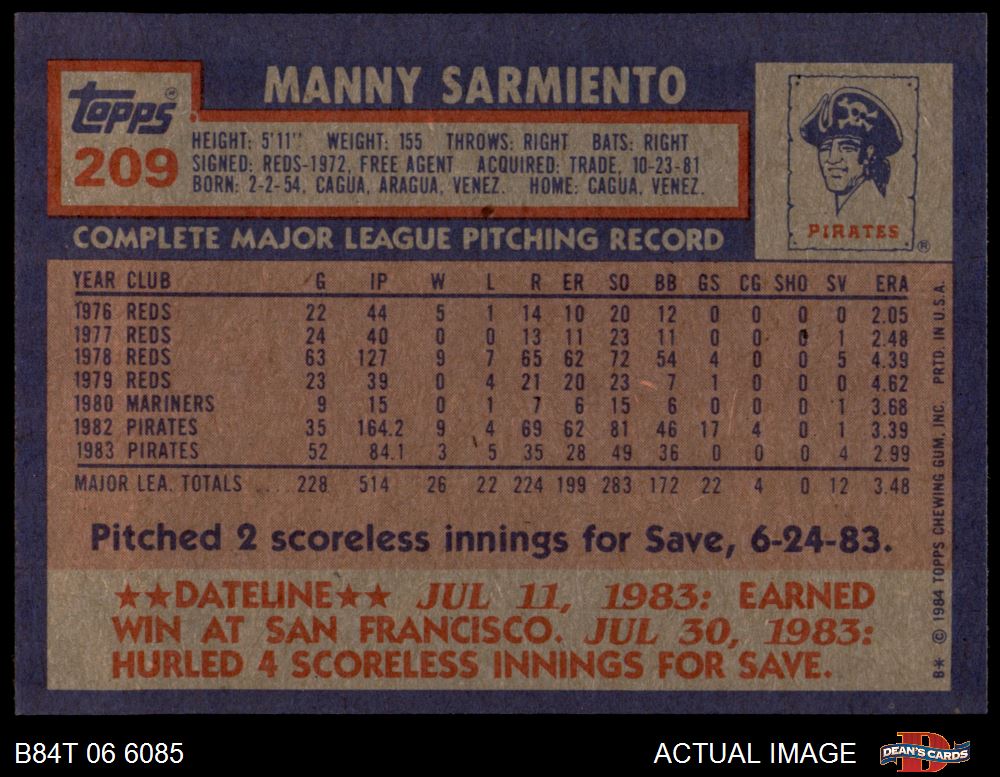 MANNY SARMIENTO
Topps®
209
HEIGHT: 5'11" WEIGHT: 155 THROWS: RIGHT BATS: RIGHT
SIGNED: REDS-1972, FREE AGENT ACQUIRED: TRADE, 10-23-81
BORN: 2-2-54, CAGUA, ARAGUA, VENEZ. HOME: CAGUA, VENEZ.
PIRATES
®
COMPLETE MAJOR LEAGUE PITCHING RECORD
YEAR CLUB G IP W L R ER SO BB GS CG SHO SV ERA
1976 REDS 22 44 5 1 14 10 20 12 0 0 0 0 2.05
1977 REDS 24 40 0 0 13 11 23 11 0 0 0 1 2.48
1978 REDS 63 127 9 7 65 62 72 54 4 0 0 5 4.39
1979 REDS 23 39 0 4 21 20 23 7 1 0 0 0 4.62
1980 MARINERS 9 15 0 1 7 6 15 6 0 0 0 1 3.68
1982 PIRATES 35 164.2 9 4 69 62 81 46 17 4 0 1 3.39
1983 PIRATES 52 84.1 3 5 35 28 49 36 0 0 0 4 2.99
MAJOR LEA. TOTALS .... 228 514 26 22 224 199 283 172 22 4 0 12 3.48
Pitched 2 scoreless innings for Save, 6-24-83.
★★DATELINE★★ JUL 11, 1983: EARNED
WIN AT SAN FRANCISCO. JUL 30, 1983:
HURLED 4 SCORELESS INNINGS FOR SAVE.
B* © 1984 TOPPS CHEWING GUM, INC. PRTD. IN U.S.A.
B84T 06 6085
ACTUAL IMAGE
DEAN'S CARDS